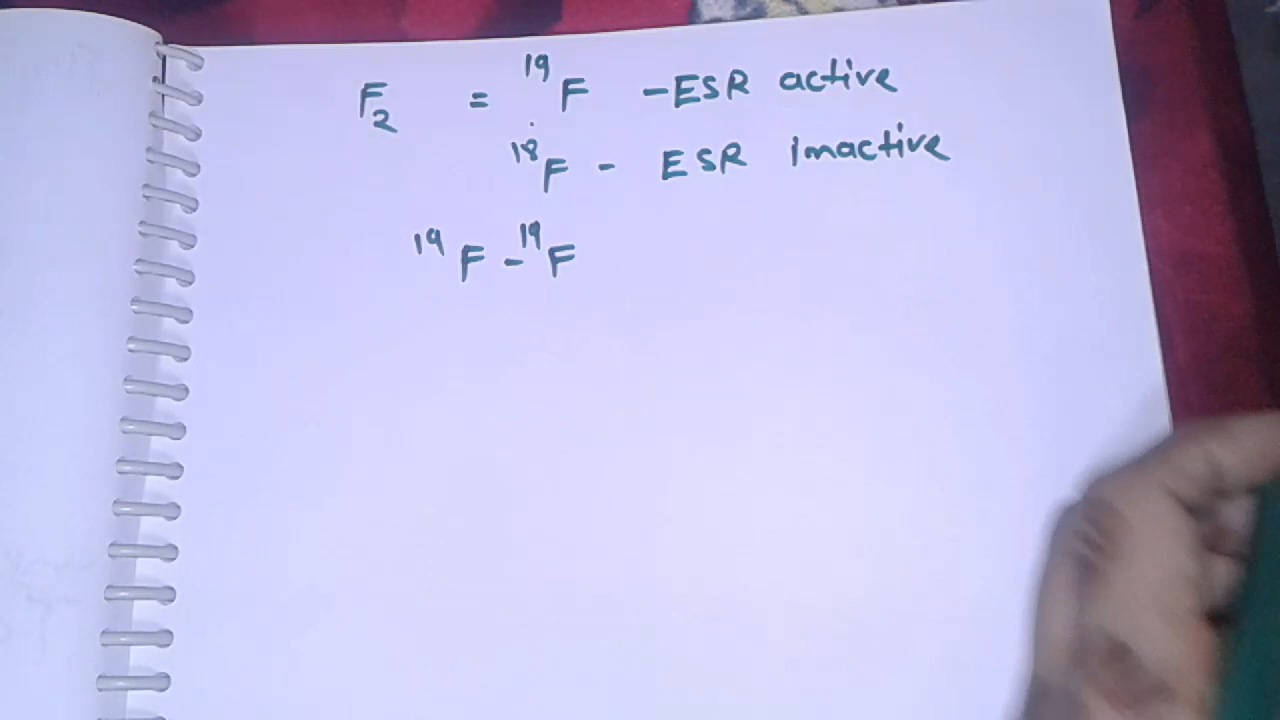 F₂ = ¹⁹F - ESR active
¹⁸F - ESR Inactive
¹⁹F - ¹⁹F